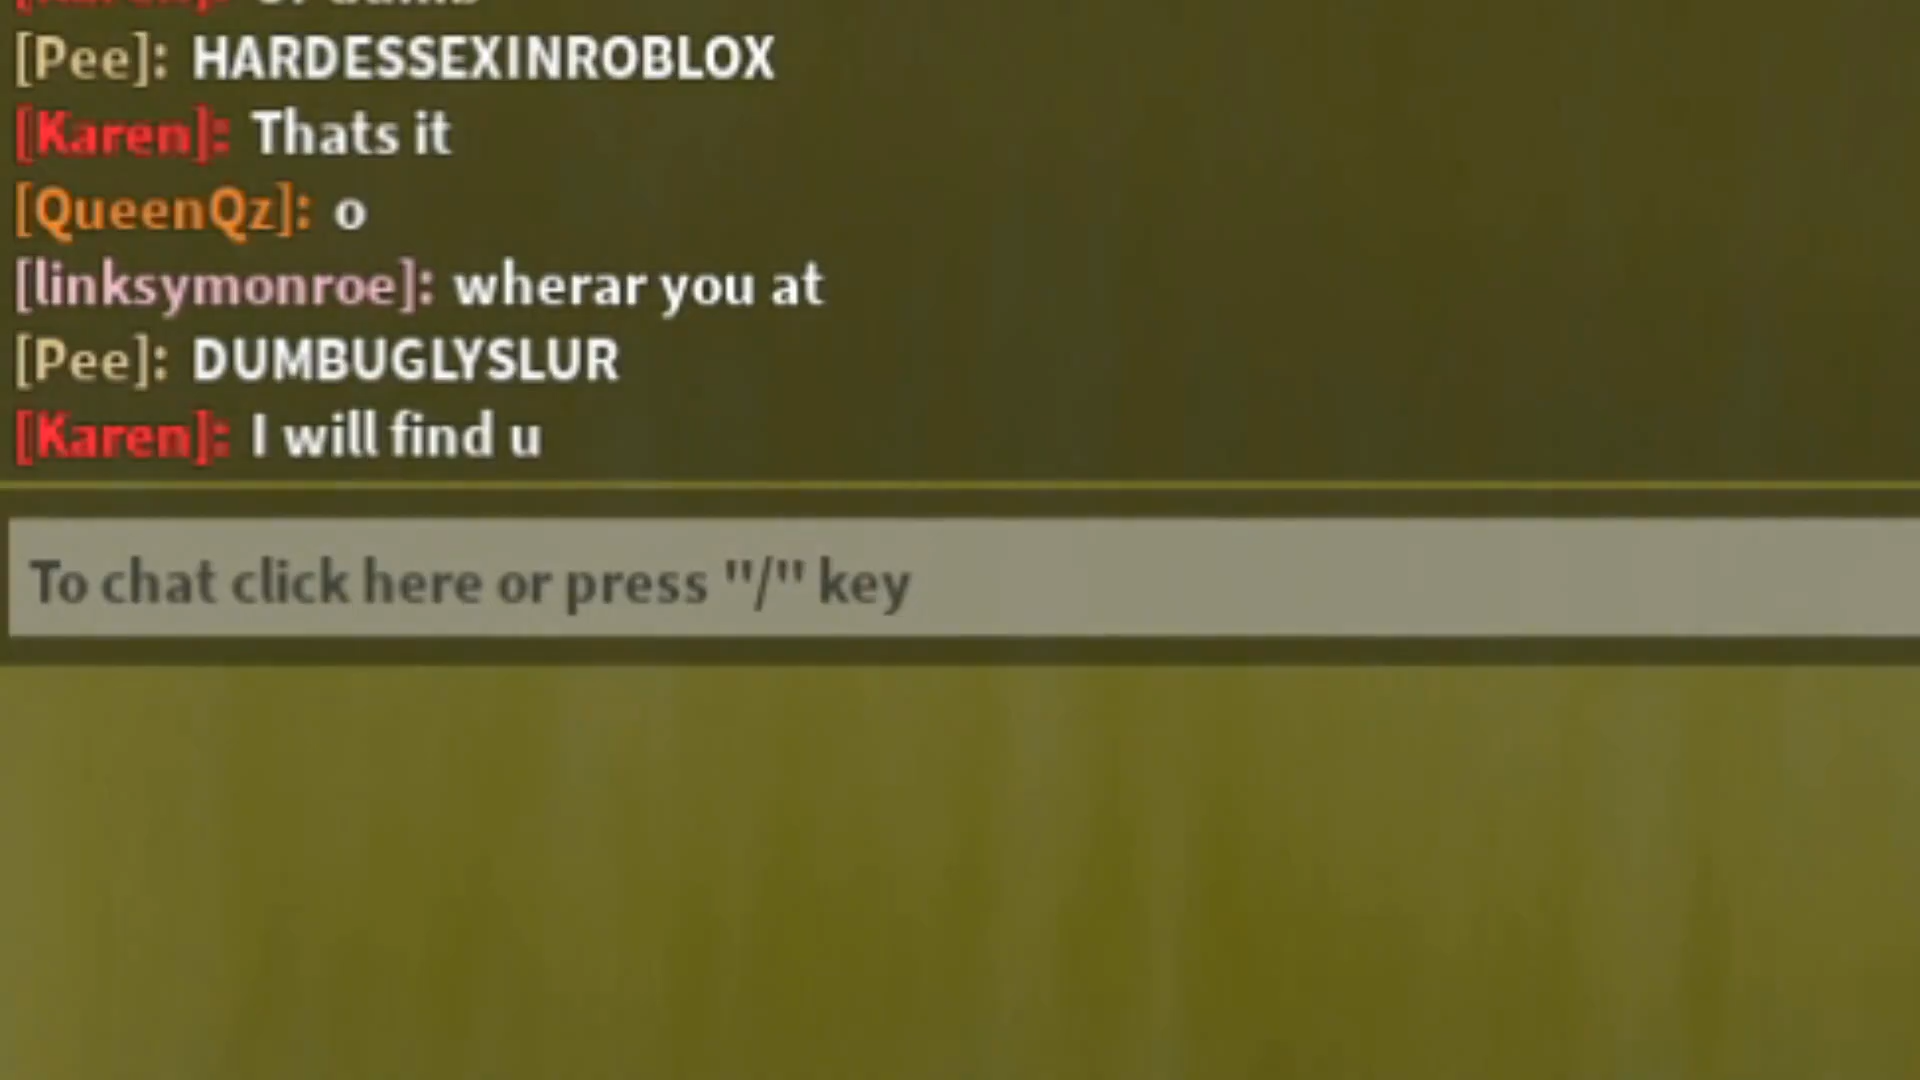 [Pee]: HARDESSEXINROBLOX
[Karen]: Thats it
[QueenQz]: o
[linksymonroe]: wherar you at
[Pee]: DUMBUGLYSLUR
[Karen]: I will find u
To chat click here or press "/" key